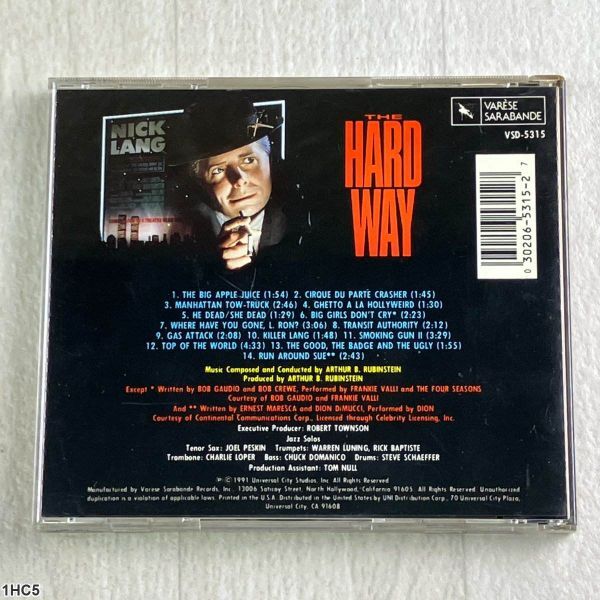 NICK
LANG
THE
HARD
WAY
VARÈSE
SARABANDE
VSD-5315
0 30206-5315-2 7
1. THE BIG APPLE JUICE (1:54) 2. CIRQUE DU PARTÉ CRASHER (1:45)
3. MANHATTAN TOW-TRUCK (2:46) 4. GHETTO A LA HOLLYWEIRD (1:30)
5. HE DEAD/SHE DEAD (1:29) 6. BIG GIRLS DON'T CRY* (2:23)
7. WHERE HAVE YOU GONE, L. RON? (3:06) 8. TRANSIT AUTHORITY (2:12)
9. GAS ATTACK (2:08) 10. KILLER LANG (1:48) 11. SMOKING GUN II (3:29)
12. TOP OF THE WORLD (4:33) 13. THE GOOD, THE BADGE AND THE UGLY (1:55)
14. RUN AROUND SUE** (2:43)
Music Composed and Conducted by ARTHUR B. RUBINSTEIN
Produced by ARTHUR B. RUBINSTEIN
Except * Written by BOB GAUDIO and BOB CREWE, Performed by FRANKIE VALLI and THE FOUR SEASONS
Courtesy of BOB GAUDIO and FRANKIE VALLI
And ** Written by ERNEST MARESCA and DION DiMUCCI, Performed by DION
Courtesy of Continental Communications Corp., Licensed through Celebrity Licensing, Inc.
Executive Producer: ROBERT TOWNSON
Jazz Solos
Tenor Sax: JOEL PESKIN Trumpets: WARREN LUNING, RICK BAPTISTE
Trombone: CHARLIE LOPER Bass: CHUCK DOMANICO Drums: STEVE SCHAEFFER
Production Assistant: TOM NULL
℗ © 1991 Universal City Studios, Inc. All Rights Reserved.
Manufactured by Varese Sarabande Records, Inc. 13006 Saticoy Street, North Hollywood, California 91605. All Rights Reserved. Unauthorized
duplication is a violation of applicable laws. Printed in the U.S.A. Distributed in the United States by UNI Distribution Corp., 70 Universal City Plaza,
Universal City, CA 91608
1HC5